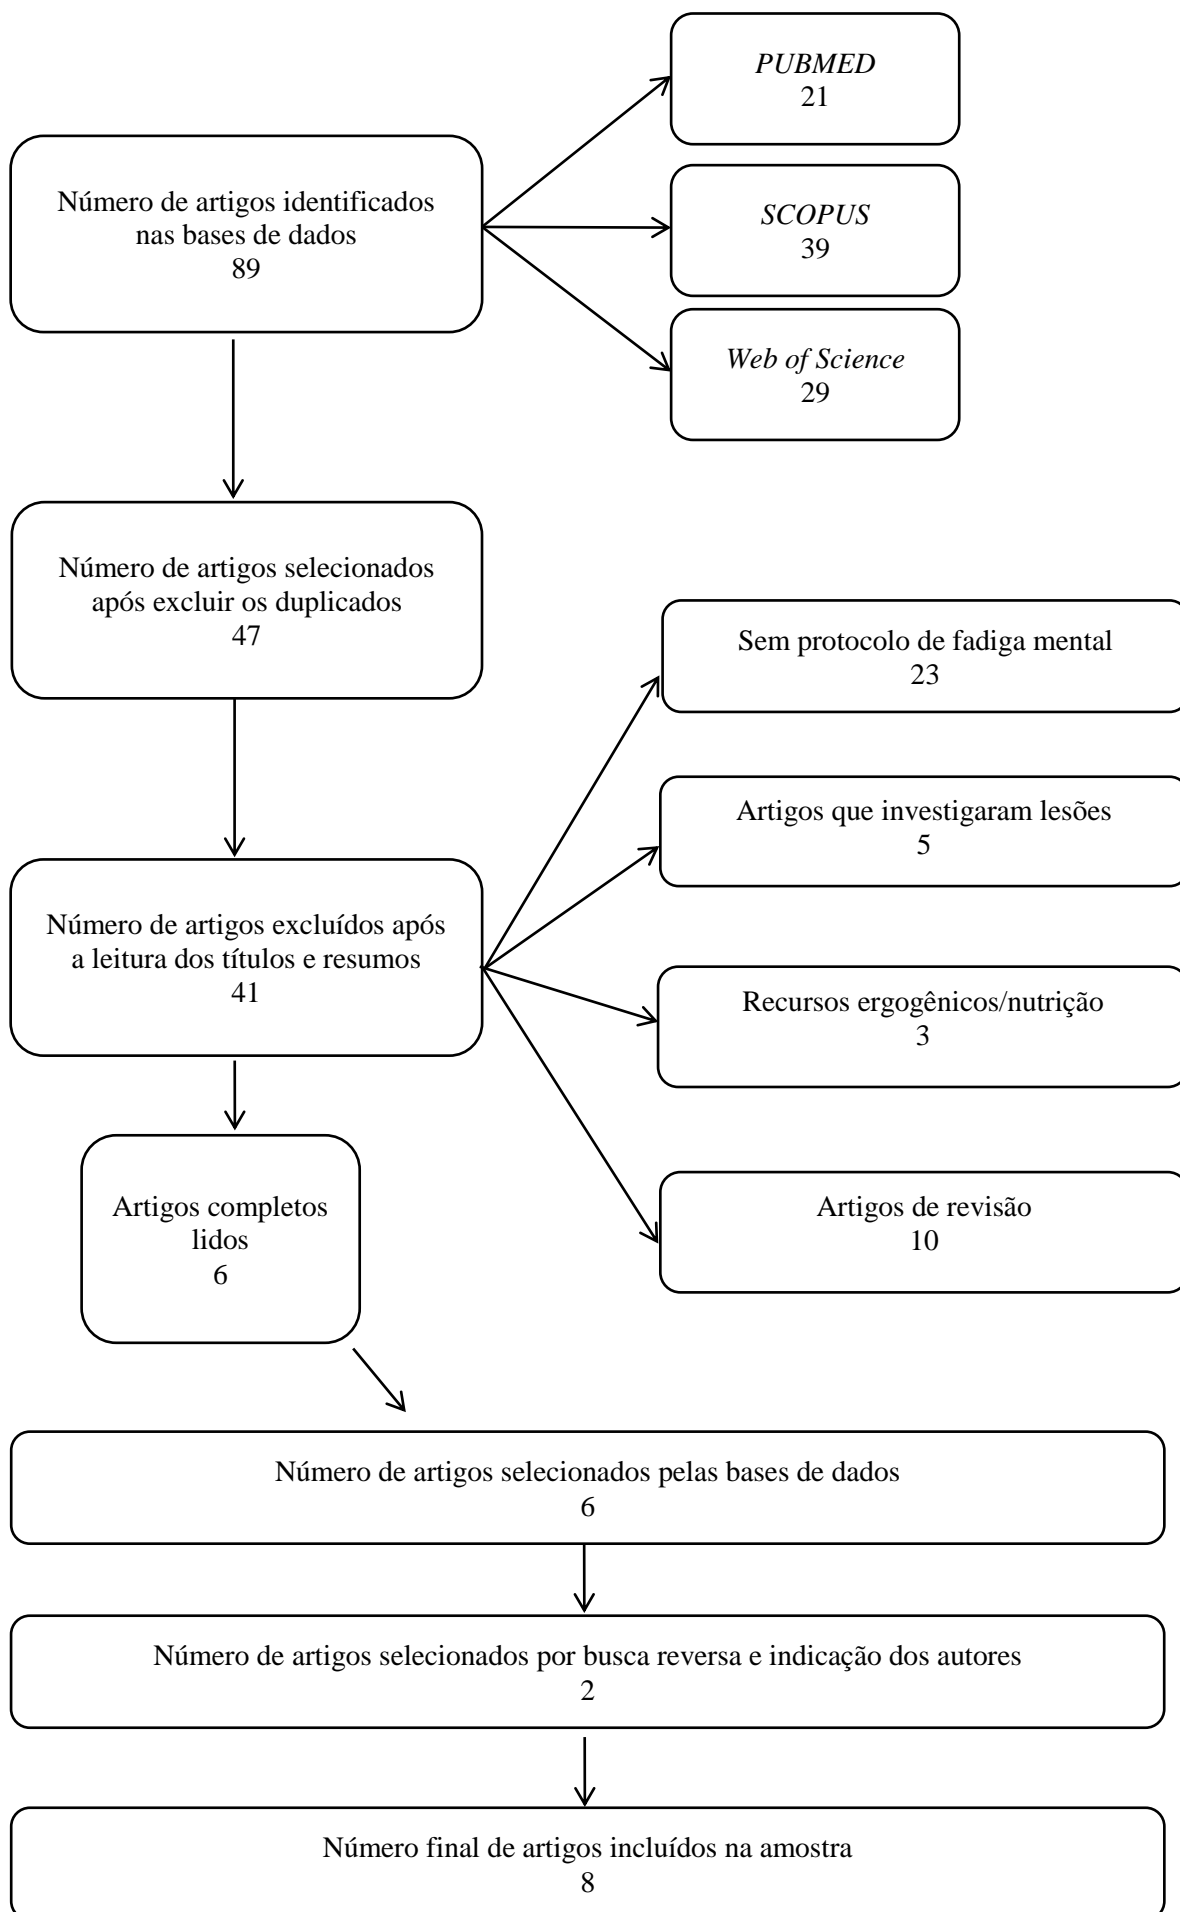 Número de artigos identificados
nas bases de dados
89
PUBMED
21
SCOPUS
39
Web of Science
29
Número de artigos selecionados
após excluir os duplicados
47
Número de artigos excluídos após
a leitura dos títulos e resumos
41
Sem protocolo de fadiga mental
23
Artigos que investigaram lesões
5
Recursos ergogênicos/nutrição
3
Artigos de revisão
10
Artigos completos
lidos
6
Número de artigos selecionados pelas bases de dados
6
Número de artigos selecionados por busca reversa e indicação dos autores
2
Número final de artigos incluídos na amostra
8